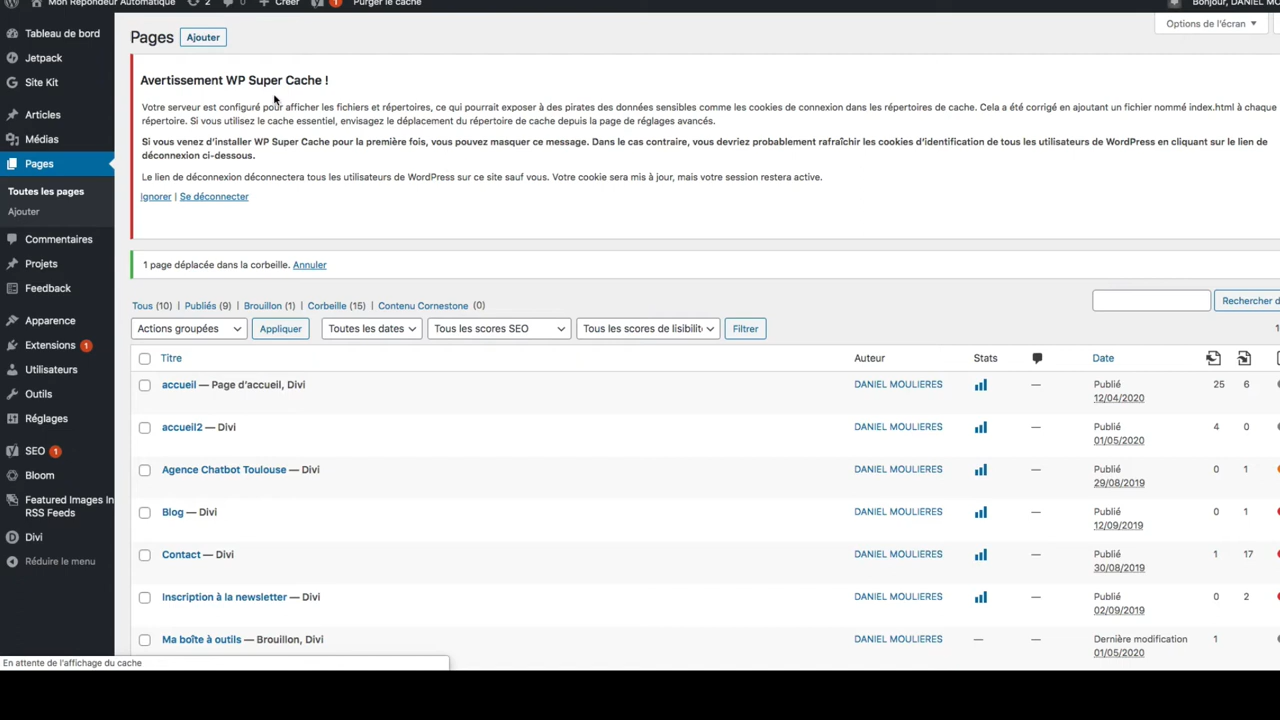 Mon Répondeur Automatique
2
0
Créer
1
Purger le cache
Bonjour, DANIEL MO
Options de l'écran ▼
Tableau de bord
Jetpack
Site Kit
Articles
Médias
Pages
Toutes les pages
Ajouter
Commentaires
Projets
Feedback
Apparence
Extensions 1
Utilisateurs
Outils
Réglages
SEO 1
Bloom
Featured Images In
RSS Feeds
Divi
Réduire le menu
Pages Ajouter
Avertissement WP Super Cache !
Votre serveur est configuré pour afficher les fichiers et répertoires, ce qui pourrait exposer à des pirates des données sensibles comme les cookies de connexion dans les répertoires de cache. Cela a été corrigé en ajoutant un fichier nommé index.html à chaque
répertoire. Si vous utilisez le cache essentiel, envisagez le déplacement du répertoire de cache depuis la page de réglages avancés.
Si vous venez d'installer WP Super Cache pour la première fois, vous pouvez masquer ce message. Dans le cas contraire, vous devriez probablement rafraîchir les cookies d'identification de tous les utilisateurs de WordPress en cliquant sur le lien de
déconnexion ci-dessous.
Le lien de déconnexion déconnectera tous les utilisateurs de WordPress sur ce site sauf vous. Votre cookie sera mis à jour, mais votre session restera active.
Ignorer | Se déconnecter
1 page déplacée dans la corbeille. Annuler
Tous (10) | Publiés (9) | Brouillon (1) | Corbeille (15) | Contenu Cornestone (0)
Rechercher d
Actions groupées Appliquer Toutes les dates Tous les scores SEO Tous les scores de lisibilit Filtrer
Titre Auteur Stats Date
accueil — Page d'accueil, Divi DANIEL MOULIERES — Publié 25 6
12/04/2020
accueil2 — Divi DANIEL MOULIERES — Publié 4 0
01/05/2020
Agence Chatbot Toulouse — Divi DANIEL MOULIERES — Publié 0 1
29/08/2019
Blog — Divi DANIEL MOULIERES — Publié 0 1
12/09/2019
Contact — Divi DANIEL MOULIERES — Publié 1 17
30/08/2019
Inscription à la newsletter — Divi DANIEL MOULIERES — Publié 0 2
02/09/2019
Ma boîte à outils — Brouillon, Divi DANIEL MOULIERES — — Dernière modification 1
01/05/2020
En attente de l'affichage du cache